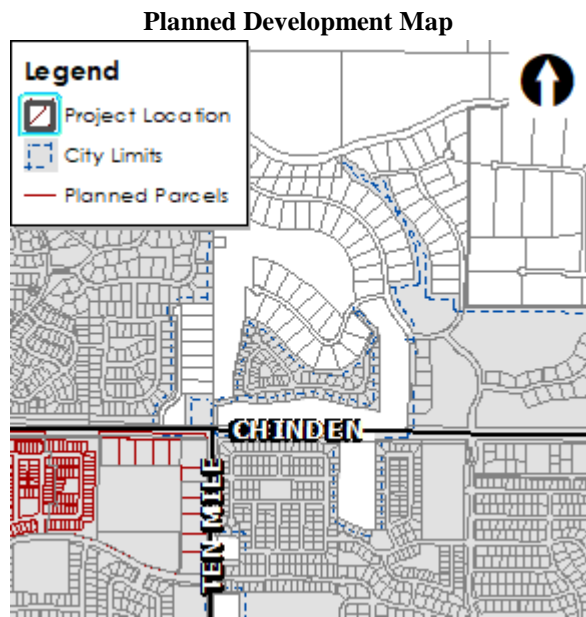 Planned Development Map
Legend
Project Location
City Limits
Planned Parcels
CHINDEN
TEN MILE